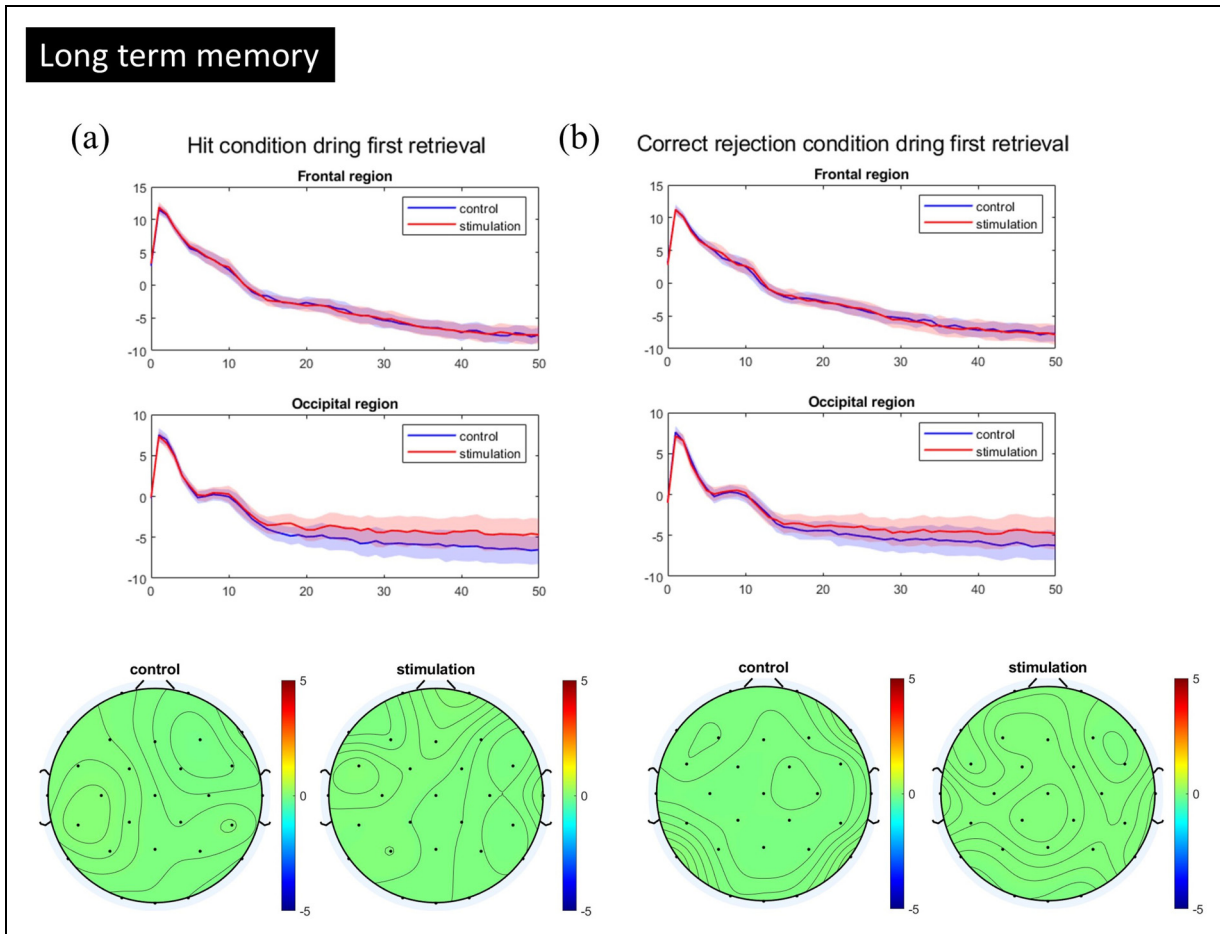 Long term memory
(a)
Hit condition dring first retrieval
Frontal region
15
10
5
0
-5
-10
control
stimulation
0 10 20 30 40 50
Occipital region
10
5
0
-5
-10
control
stimulation
0 10 20 30 40 50
control
5
0
-5
stimulation
5
0
-5
(b)
Correct rejection condition dring first retrieval
Frontal region
15
10
5
0
-5
-10
control
stimulation
0 10 20 30 40 50
Occipital region
10
5
0
-5
-10
control
stimulation
0 10 20 30 40 50
control
5
0
-5
stimulation
5
0
-5